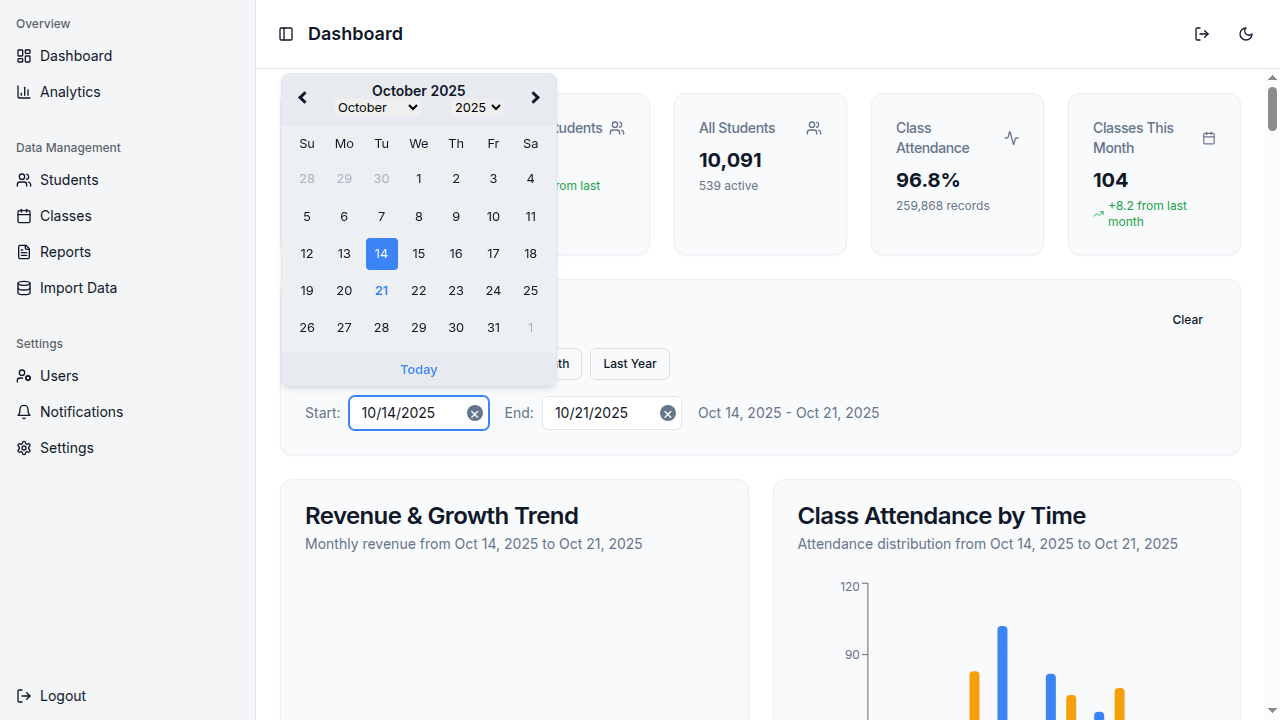 Overview
Dashboard
Analytics
Data Management
Students
Classes
Reports
Import Data
Settings
Users
Notifications
Settings
Logout
Dashboard
October 2025
October 2025
Su Mo Tu We Th Fr Sa
28 29 30 1 2 3 4
5 6 7 8 9 10 11
12 13 14 15 16 17 18
19 20 21 22 23 24 25
26 27 28 29 30 31 1
Today
All Students
10,091
539 active
Class
Attendance
96.8%
259,868 records
Classes This
Month
104
+8.2 from last
month
Clear
Last Year
Start: 10/14/2025 End: 10/21/2025 Oct 14, 2025 - Oct 21, 2025
Revenue & Growth Trend
Monthly revenue from Oct 14, 2025 to Oct 21, 2025
Class Attendance by Time
Attendance distribution from Oct 14, 2025 to Oct 21, 2025
120
90